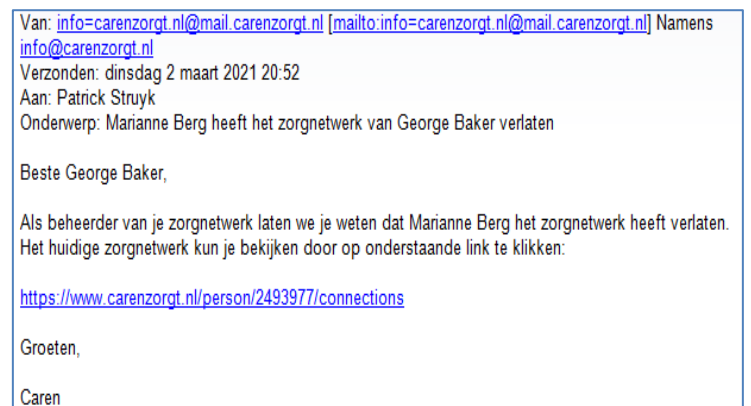 Van: info=carenzorgt.nl@mail.carenzorgt.nl [mailto:info=carenzorgt.nl@mail.carenzorgt.nl] Namens
info@carenzorgt.nl
Verzonden: dinsdag 2 maart 2021 20:52
Aan: Patrick Struyk
Onderwerp: Marianne Berg heeft het zorgnetwerk van George Baker verlaten
Beste George Baker,
Als beheerder van je zorgnetwerk laten we je weten dat Marianne Berg het zorgnetwerk heeft verlaten.
Het huidige zorgnetwerk kun je bekijken door op onderstaande link te klikken:
https://www.carenzorgt.nl/person/2493977/connections
Groeten,
Caren